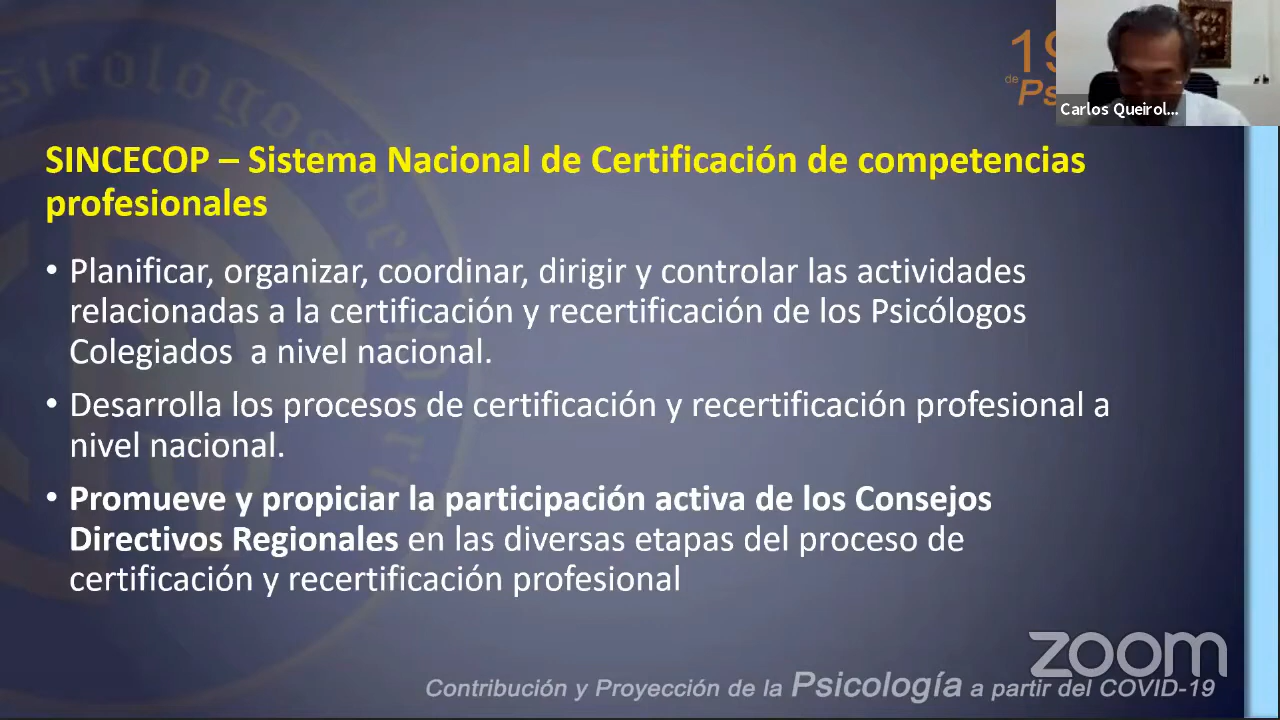 19
de
Ps
Carlos Queirol...
SINCECOP – Sistema Nacional de Certificación de competencias
profesionales
• Planificar, organizar, coordinar, dirigir y controlar las actividades
relacionadas a la certificación y recertificación de los Psicólogos
Colegiados a nivel nacional.
• Desarrolla los procesos de certificación y recertificación profesional a
nivel nacional.
• Promueve y propiciar la participación activa de los Consejos
Directivos Regionales en las diversas etapas del proceso de
certificación y recertificación profesional
zoom
Contribución y Proyección de la Psicología a partir del COVID-19